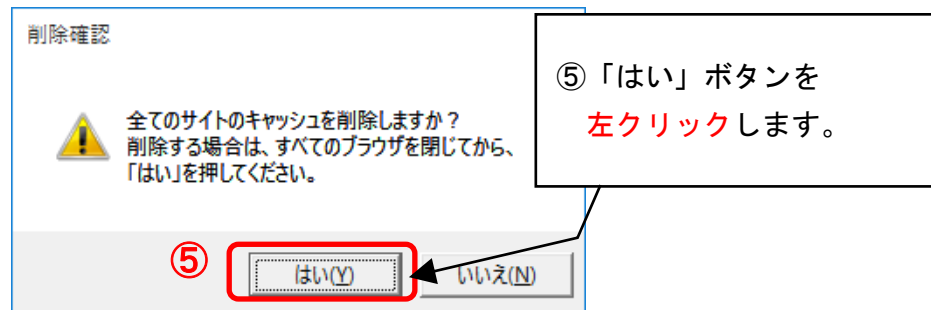 削除確認
全てのサイトのキャッシュを削除しますか？
削除する場合は、すべてのブラウザを閉じてから、
「はい」を押してください。
⑤「はい」ボタンを
左クリックします。
⑤
はい(Y)
いいえ(N)